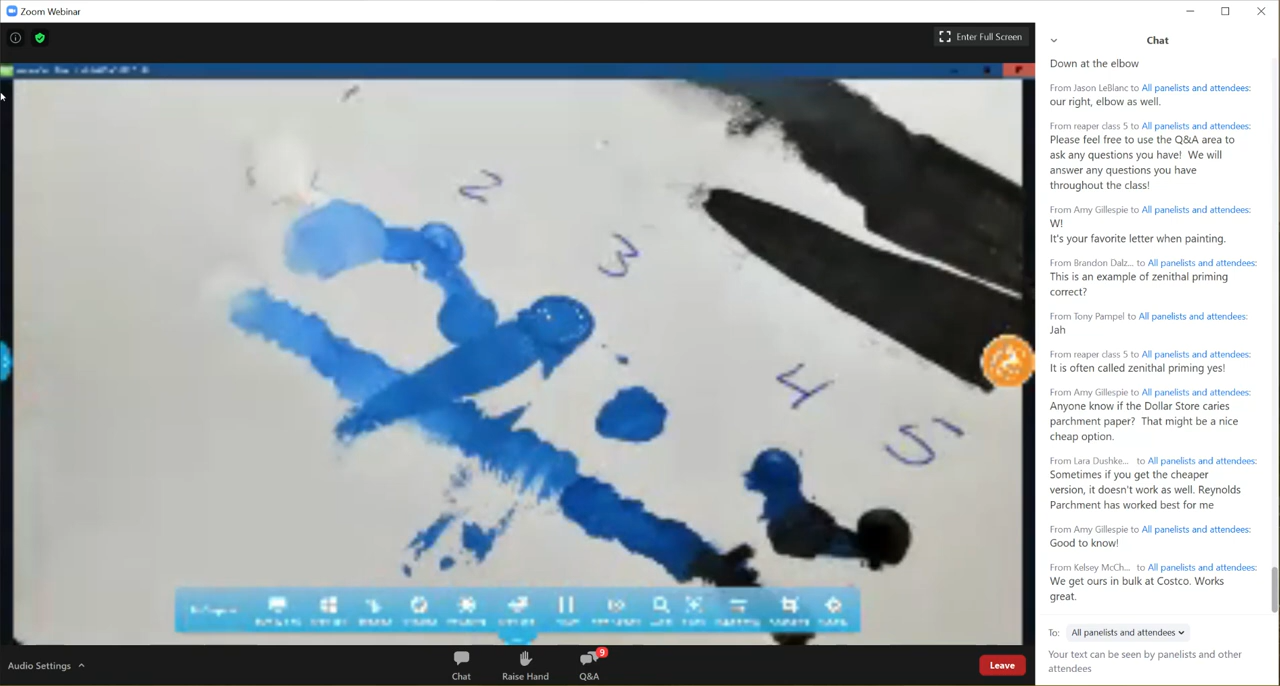 Zoom Webinar
Enter Full Screen
Chat
Down at the elbow
From Jason LeBlanc to All panelists and attendees:
our right, elbow as well.
From reaper class 5 to All panelists and attendees:
Please feel free to use the Q&A area to
ask any questions you have! We will
answer any questions you have
throughout the class!
From Amy Gillespie to All panelists and attendees:
W!
It's your favorite letter when painting.
From Brandon Dalz... to All panelists and attendees:
This is an example of zenithal priming
correct?
From Tony Pampel to All panelists and attendees:
Jah
From reaper class 5 to All panelists and attendees:
It is often called zenithal priming yes!
From Amy Gillespie to All panelists and attendees:
Anyone know if the Dollar Store caries
parchment paper? That might be a nice
cheap option.
From Lara Dushke... to All panelists and attendees:
Sometimes if you get the cheaper
version, it doesn't work as well. Reynolds
Parchment has worked best for me
From Amy Gillespie to All panelists and attendees:
Good to know!
From Kelsey McCh... to All panelists and attendees:
We get ours in bulk at Costco. Works
great.
To: All panelists and attendees
Your text can be seen by panelists and other
attendees
2
3
4
5
Audio Settings
Chat
Raise Hand
9
Q&A
Leave